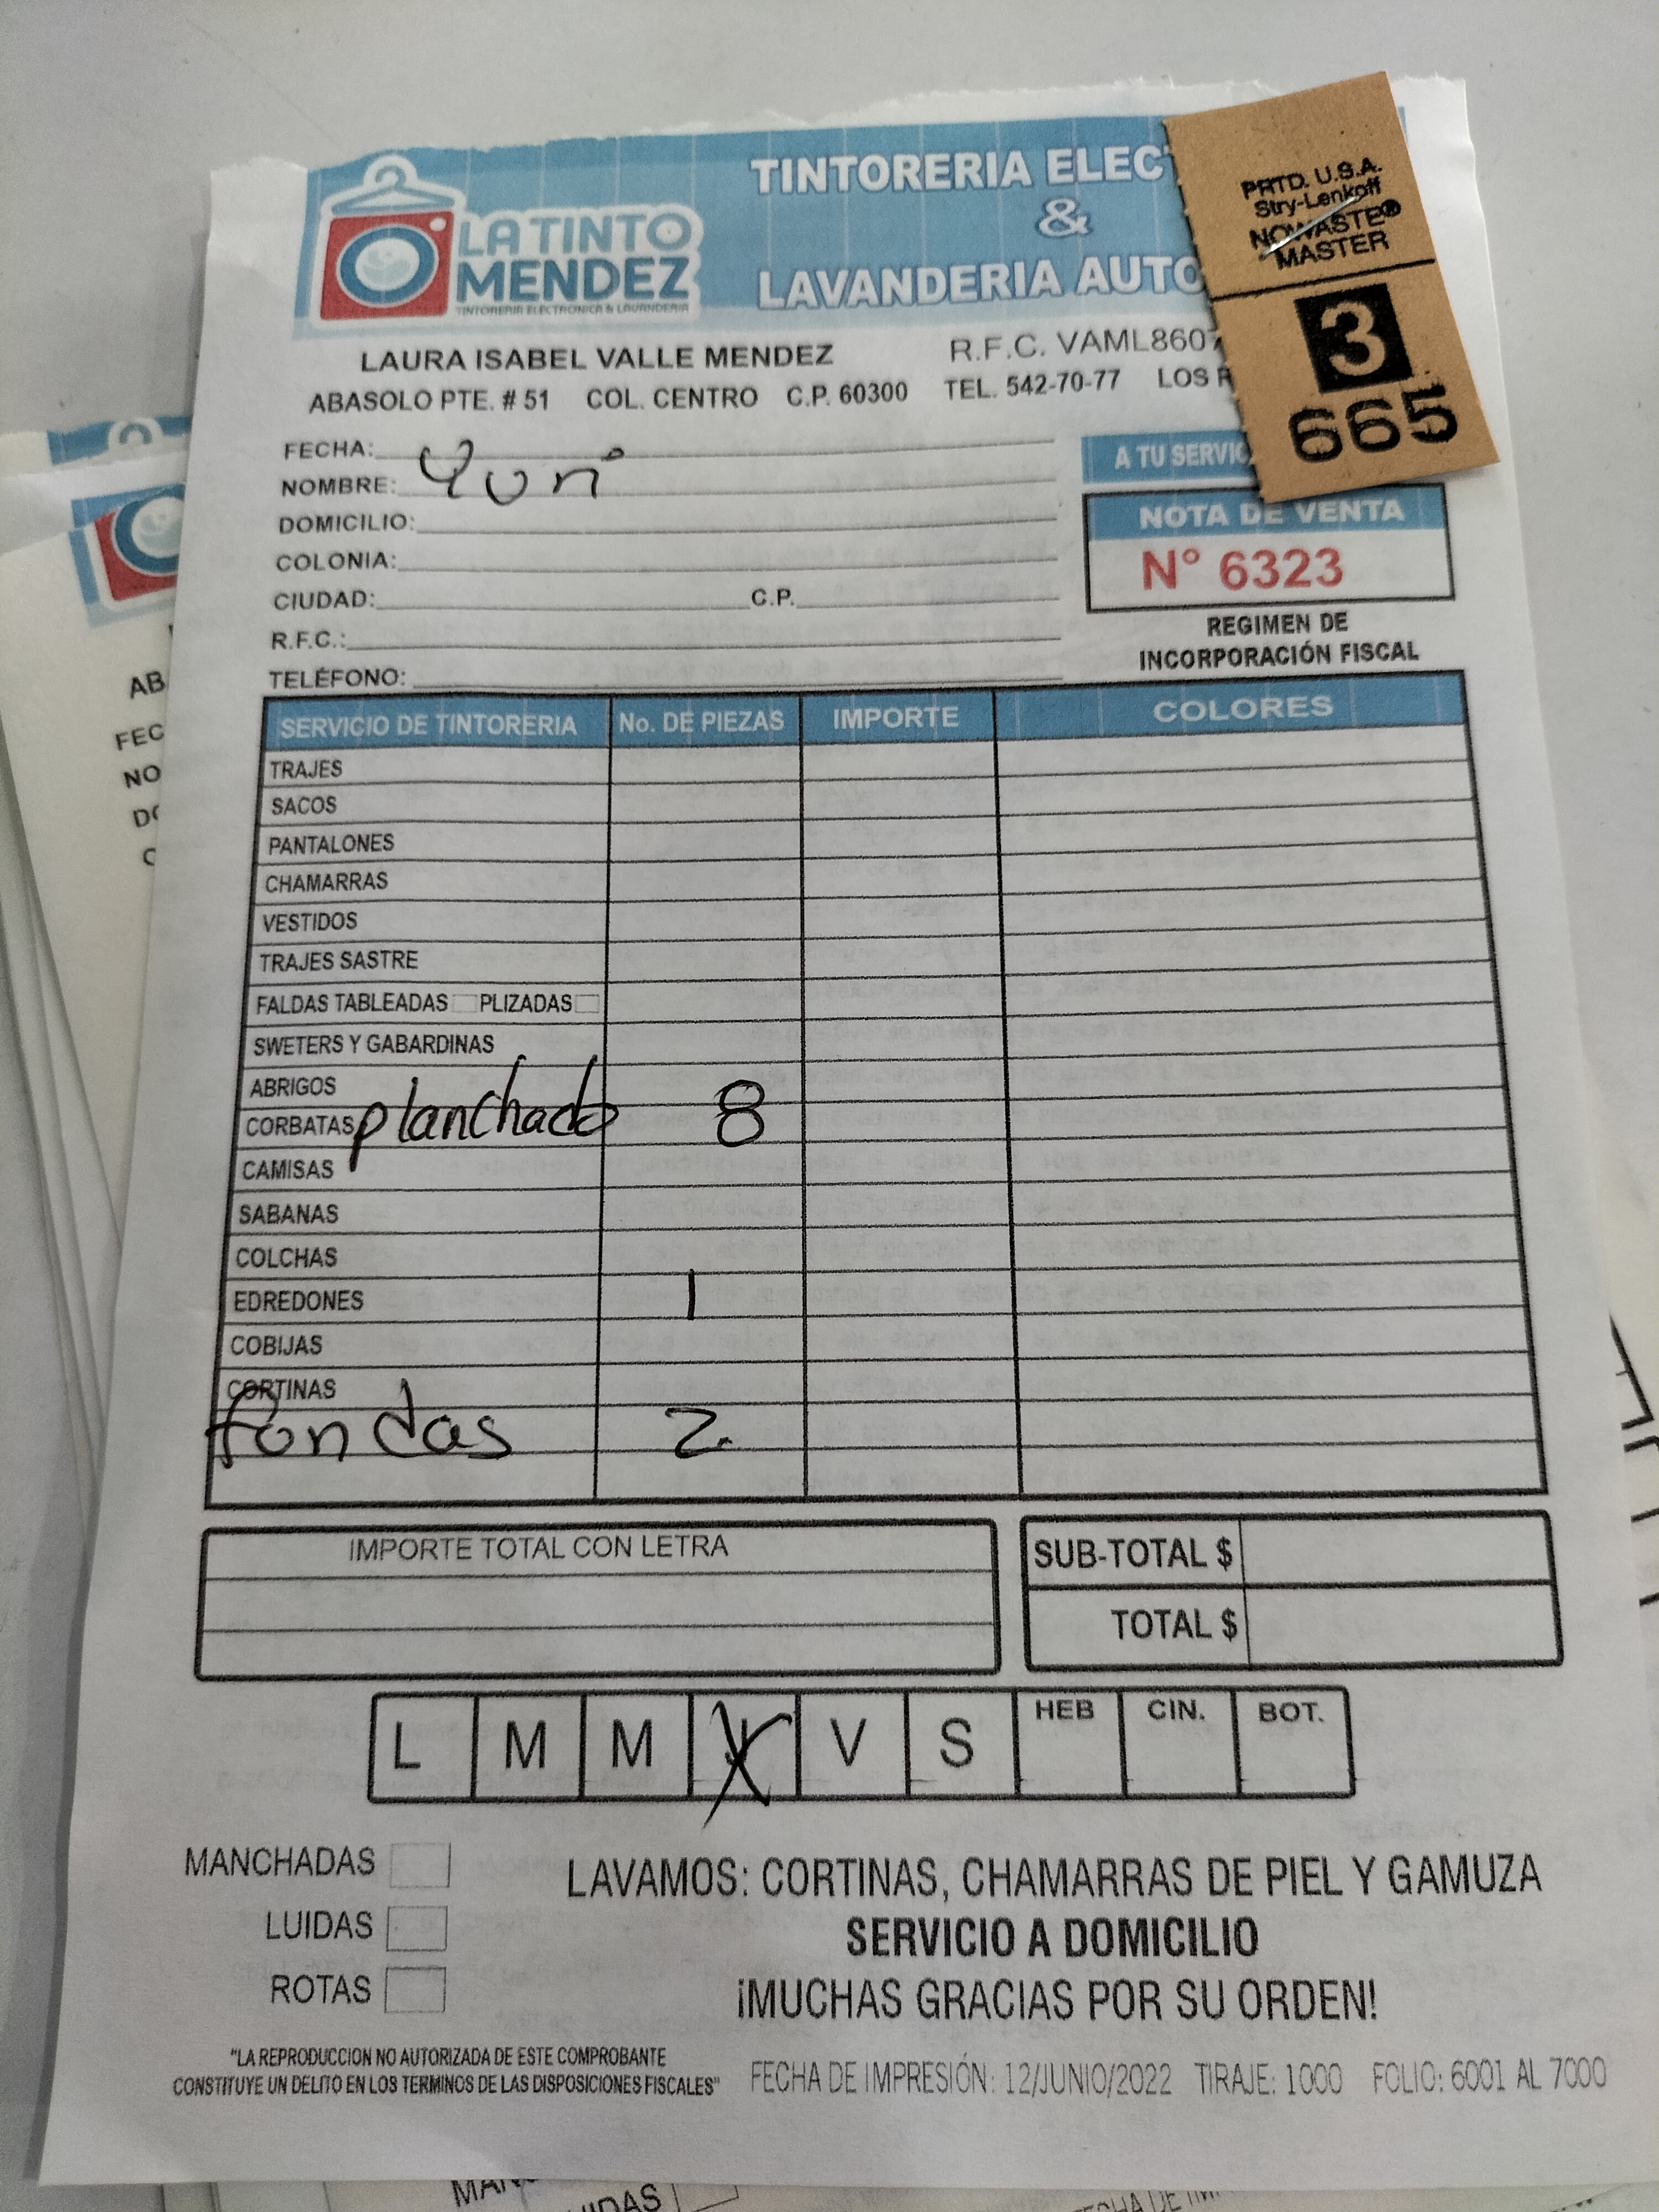 TINTORERIA ELEC
&
LAVANDERIA AUTO
LA TINTO
MENDEZ
TINTORERIA ELECTRONICA & LAVANDERIA
PRTD. U.S.A.
Stry-Lenkoff
NOWASTE®
MASTER
3
665
LAURA ISABEL VALLE MENDEZ R.F.C. VAML8607
ABASOLO PTE. # 51 COL. CENTRO C.P. 60300 TEL. 542-70-77 LOS R
FECHA:
NOMBRE: Yuri
DOMICILIO:
COLONIA:
CIUDAD: C.P.
R.F.C.:
TELÉFONO:
A TU SERVIC
NOTA DE VENTA
N° 6323
REGIMEN DE
INCORPORACIÓN FISCAL
SERVICIO DE TINTORERIA No. DE PIEZAS IMPORTE COLORES
TRAJES
SACOS
PANTALONES
CHAMARRAS
VESTIDOS
TRAJES SASTRE
FALDAS TABLEADAS PLIZADAS
SWETERS Y GABARDINAS
ABRIGOS
CORBATAS planchado 8
CAMISAS
SABANAS
COLCHAS
EDREDONES 1
COBIJAS
CORTINAS
fundas 2
IMPORTE TOTAL CON LETRA
SUB-TOTAL $
TOTAL $
L M M X V S HEB CIN. BOT.
MANCHADAS
LUIDAS
ROTAS
LAVAMOS: CORTINAS, CHAMARRAS DE PIEL Y GAMUZA
SERVICIO A DOMICILIO
¡MUCHAS GRACIAS POR SU ORDEN!
"LA REPRODUCCION NO AUTORIZADA DE ESTE COMPROBANTE
CONSTITUYE UN DELITO EN LOS TERMINOS DE LAS DISPOSICIONES FISCALES"
FECHA DE IMPRESIÓN: 12/JUNIO/2022 TIRAJE: 1000 FOLIO: 6001 AL 7000
AB
FEC
NO